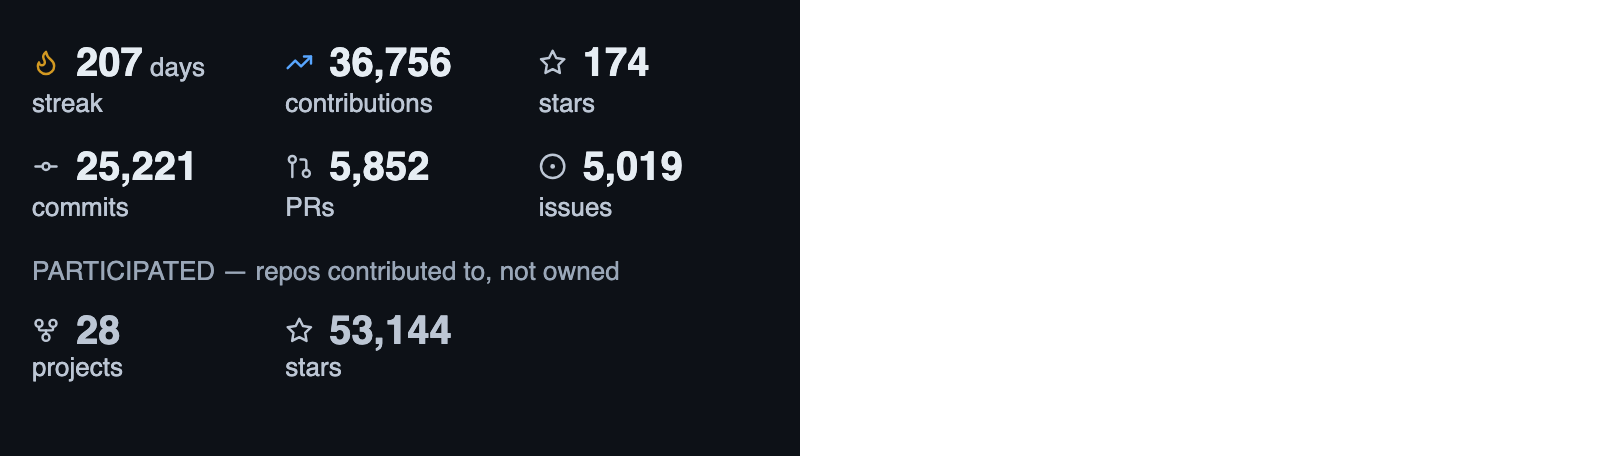 207 days 36,756 174
streak contributions stars
25,221 5,852 5,019
commits PRs issues
PARTICIPATED — repos contributed to, not owned
28 53,144
projects stars